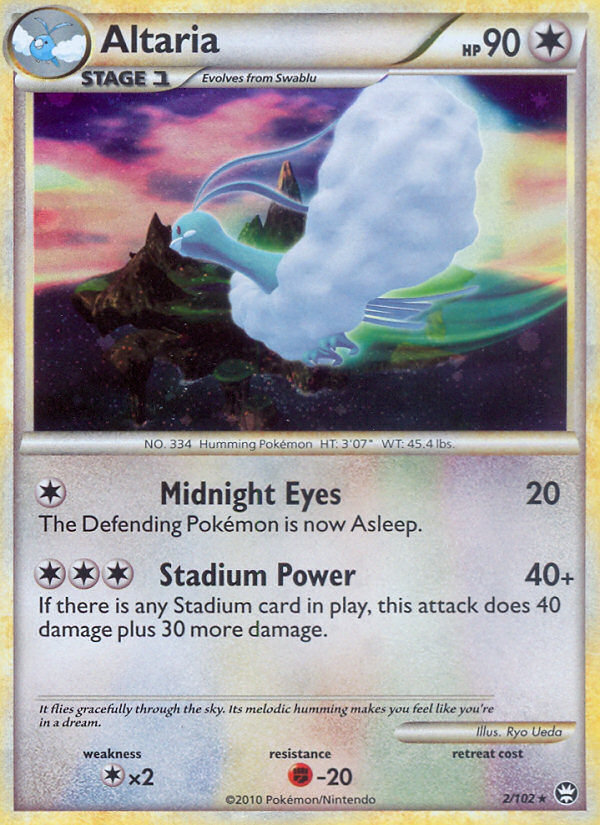 Altaria
HP 90
STAGE 1
Evolves from Swablu
NO. 334 Humming Pokémon HT: 3'07" WT: 45.4 lbs.
Midnight Eyes 20
The Defending Pokémon is now Asleep.
Stadium Power 40+
If there is any Stadium card in play, this attack does 40
damage plus 30 more damage.
It flies gracefully through the sky. Its melodic humming makes you feel like you're
in a dream.
Illus. Ryo Ueda
weakness resistance retreat cost
×2 -20
©2010 Pokémon/Nintendo 2/102 ★